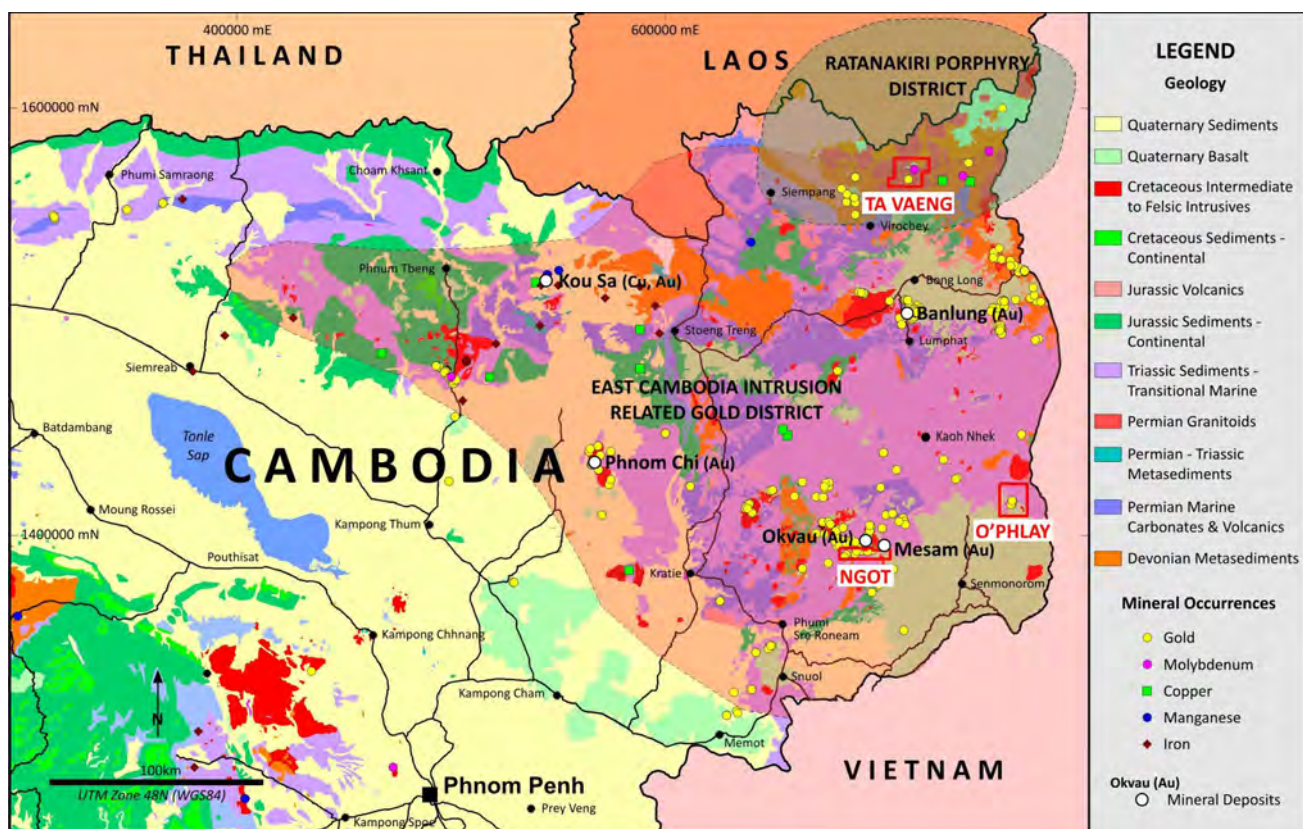 400000 mE
600000 mE
THAILAND
LAOS
RATANAKIRI PORPHYRY
DISTRICT
1600000 mN
Phumi Samraong
Choam Khsant
Siempang
TA VAENG
Virochey
Phnum Tbeng
Kou Sa (Cu, Au)
Bong Long
Banlung (Au)
Stoeng Treng
Lumphat
Siemreab
EAST CAMBODIA INTRUSION
RELATED GOLD DISTRICT
Batdambang
Tonle
Sap
CAMBODIA
Kaoh Nhek
Phnom Chi (Au)
Moung Rossei
Kampong Thum
O'PHLAY
1400000 mN
Okvau (Au)
Mesam (Au)
Pouthisat
NGOT
Kratie
Senmonorom
Kampong Chhnang
Phumi
Sre Roneam
Snuol
Kampong Cham
N
Memot
VIETNAM
100km
UTM Zone 48N (WGS84)
Phnom Penh
Prey Veng
Kampong Spoe
LEGEND
Geology
Quaternary Sediments
Quaternary Basalt
Cretaceous Intermediate
to Felsic Intrusives
Cretaceous Sediments -
Continental
Jurassic Volcanics
Jurassic Sediments -
Continental
Triassic Sediments -
Transitional Marine
Permian Granitoids
Permian - Triassic
Metasediments
Permian Marine
Carbonates & Volcanics
Devonian Metasediments
Mineral Occurrences
Gold
Molybdenum
Copper
Manganese
Iron
Okvau (Au)
Mineral Deposits